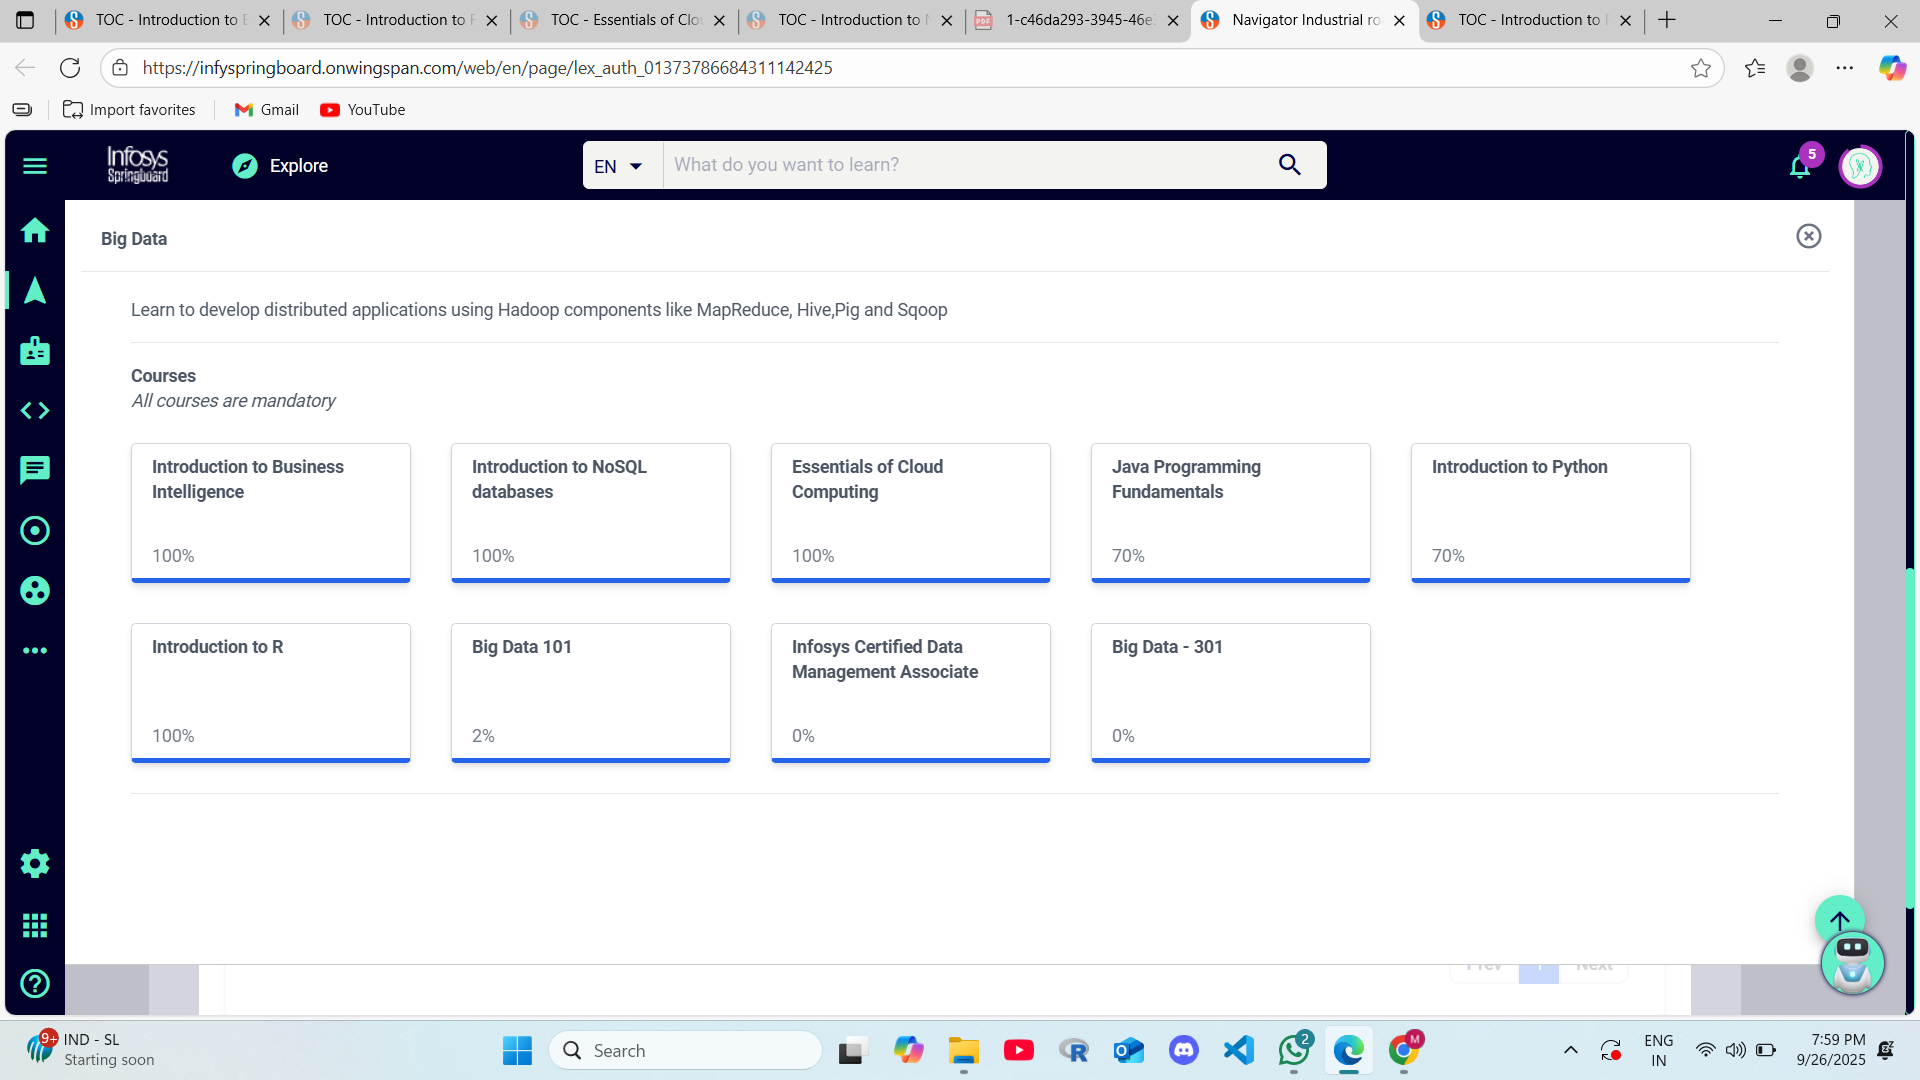 TOC - Introduction to
TOC - Introduction to
TOC - Essentials of Clo
TOC - Introduction to
1-c46da293-3945-46e
Navigator Industrial ro
TOC - Introduction to
https://infyspringboard.onwingspan.com/web/en/page/lex_auth_01373786684311142425
Import favorites
Gmail
YouTube
Infosys
Springboard
Explore
EN
What do you want to learn?
5
Big Data
Learn to develop distributed applications using Hadoop components like MapReduce, Hive,Pig and Sqoop
Courses
All courses are mandatory
Introduction to Business
Intelligence
100%
Introduction to NoSQL
databases
100%
Essentials of Cloud
Computing
100%
Java Programming
Fundamentals
70%
Introduction to Python
70%
Introduction to R
100%
Big Data 101
2%
Infosys Certified Data
Management Associate
0%
Big Data - 301
0%
Prev
1
Next
9+
IND - SL
Starting soon
Search
2
M
ENG
IN
7:59 PM
9/26/2025